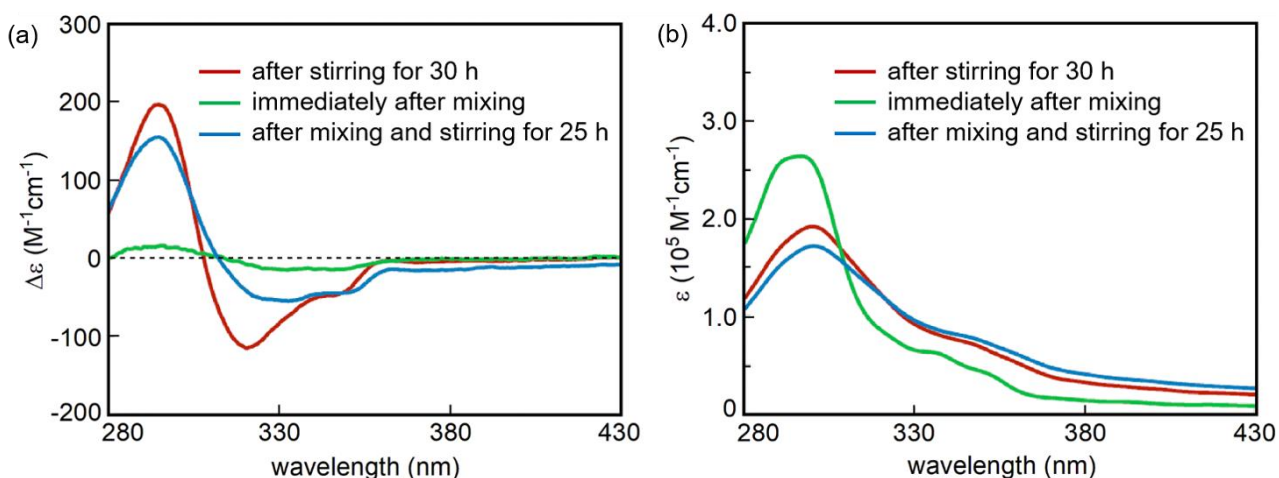 (a)
300
200
100
0
-100
-200
Δε (M⁻¹cm⁻¹)
after stirring for 30 h
immediately after mixing
after mixing and stirring for 25 h
280
330
380
430
wavelength (nm)
(b)
4.0
3.0
2.0
1.0
0
ε (10⁵ M⁻¹cm⁻¹)
after stirring for 30 h
immediately after mixing
after mixing and stirring for 25 h
280
330
380
430
wavelength (nm)